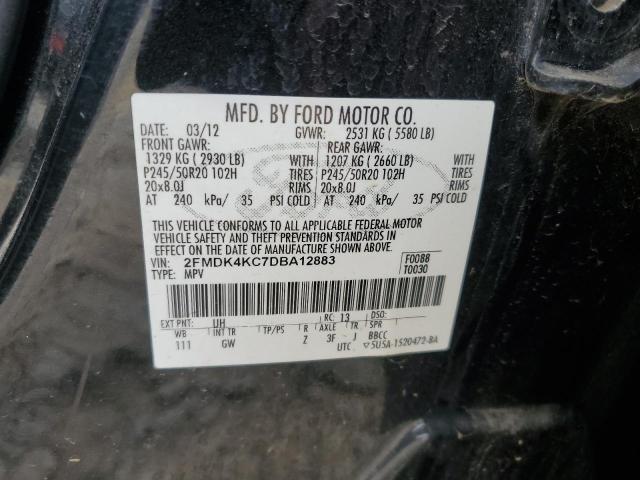 MFD. BY FORD MOTOR CO.
DATE: 03/12 GVWR: 2531 KG ( 5580 LB)
FRONT GAWR: REAR GAWR:
1329 KG ( 2930 LB) WITH 1207 KG ( 2660 LB) WITH
P245/50R20 102H TIRES P245/50R20 102H TIRES
20x8.0J RIMS 20x8.0J RIMS
AT 240 kPa/ 35 PSI COLD AT 240 kPa/ 35 PSI COLD
THIS VEHICLE CONFORMS TO ALL APPLICABLE FEDERAL MOTOR
VEHICLE SAFETY AND THEFT PREVENTION STANDARDS IN
EFFECT ON THE DATE OF MANUFACTURE SHOWN ABOVE.
VIN: 2FMDK4KC7DBA12883 F0088
TYPE: MPV T0030
EXT PNT: UH RC: 13 DSO:
WB INT TR TP/PS R AXLE TR SPR
111 GW Z 3F J BBCC
UTC ▽5U5A-1520472-BA